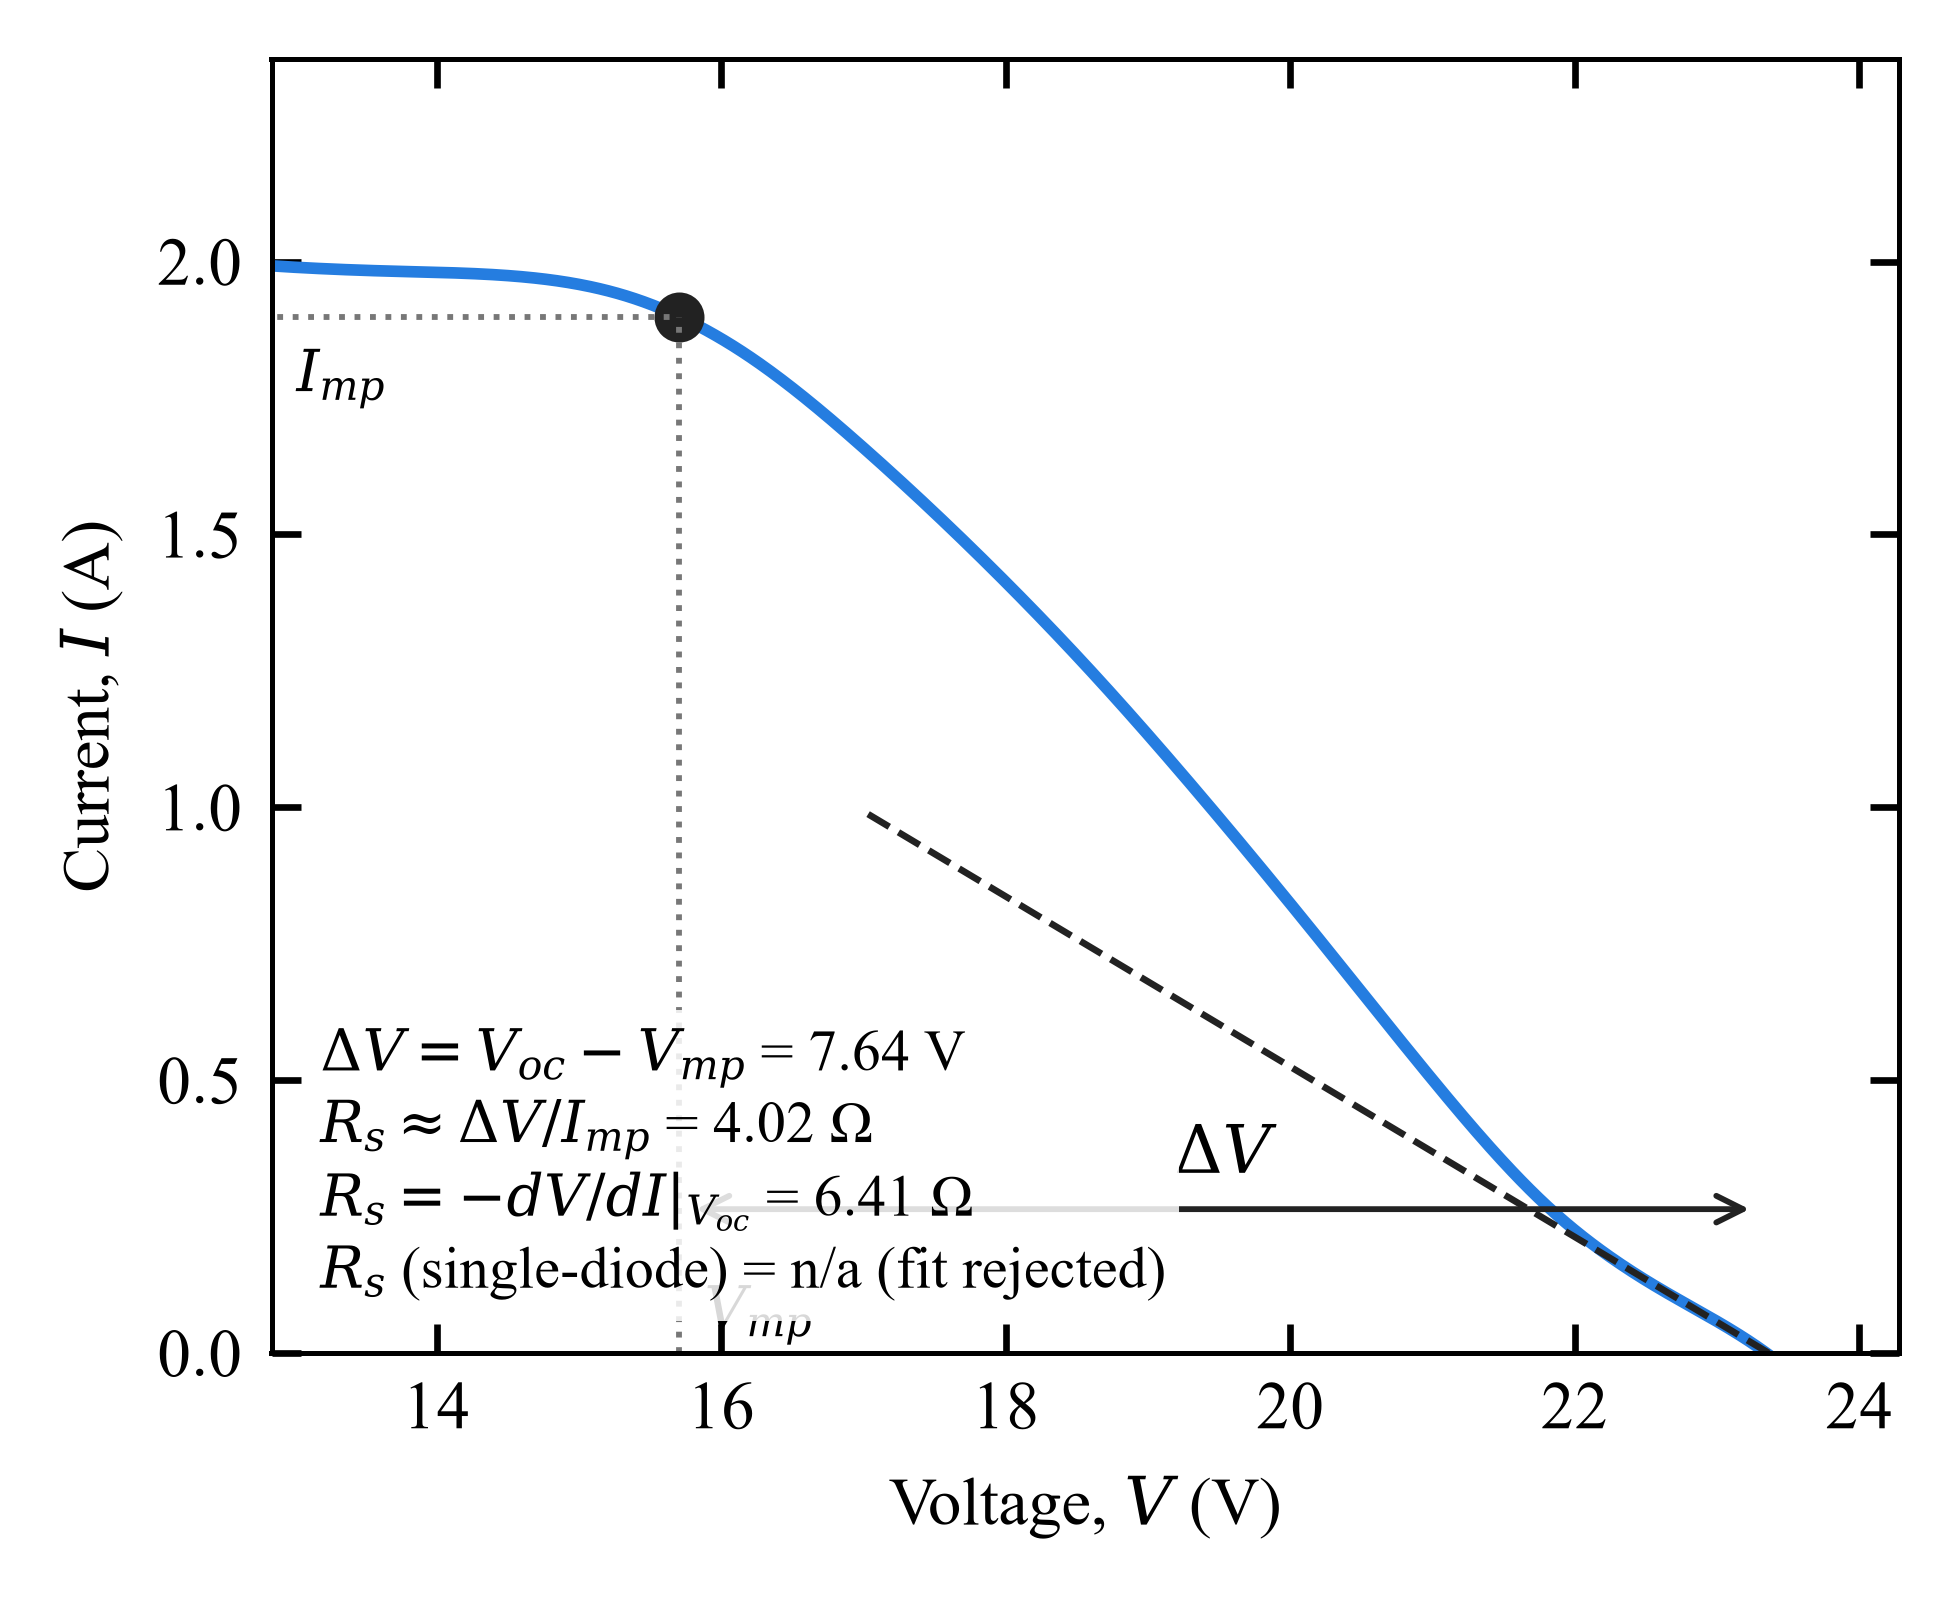 2.0
1.5
1.0
0.5
0.0
Current, I (A)
I_mp
ΔV = V_oc − V_mp = 7.64 V
R_s ≈ ΔV/I_mp = 4.02 Ω
R_s = −dV/dI|_V_oc = 6.41 Ω
R_s (single-diode) = n/a (fit rejected)
ΔV
V_mp
14 16 18 20 22 24
Voltage, V (V)